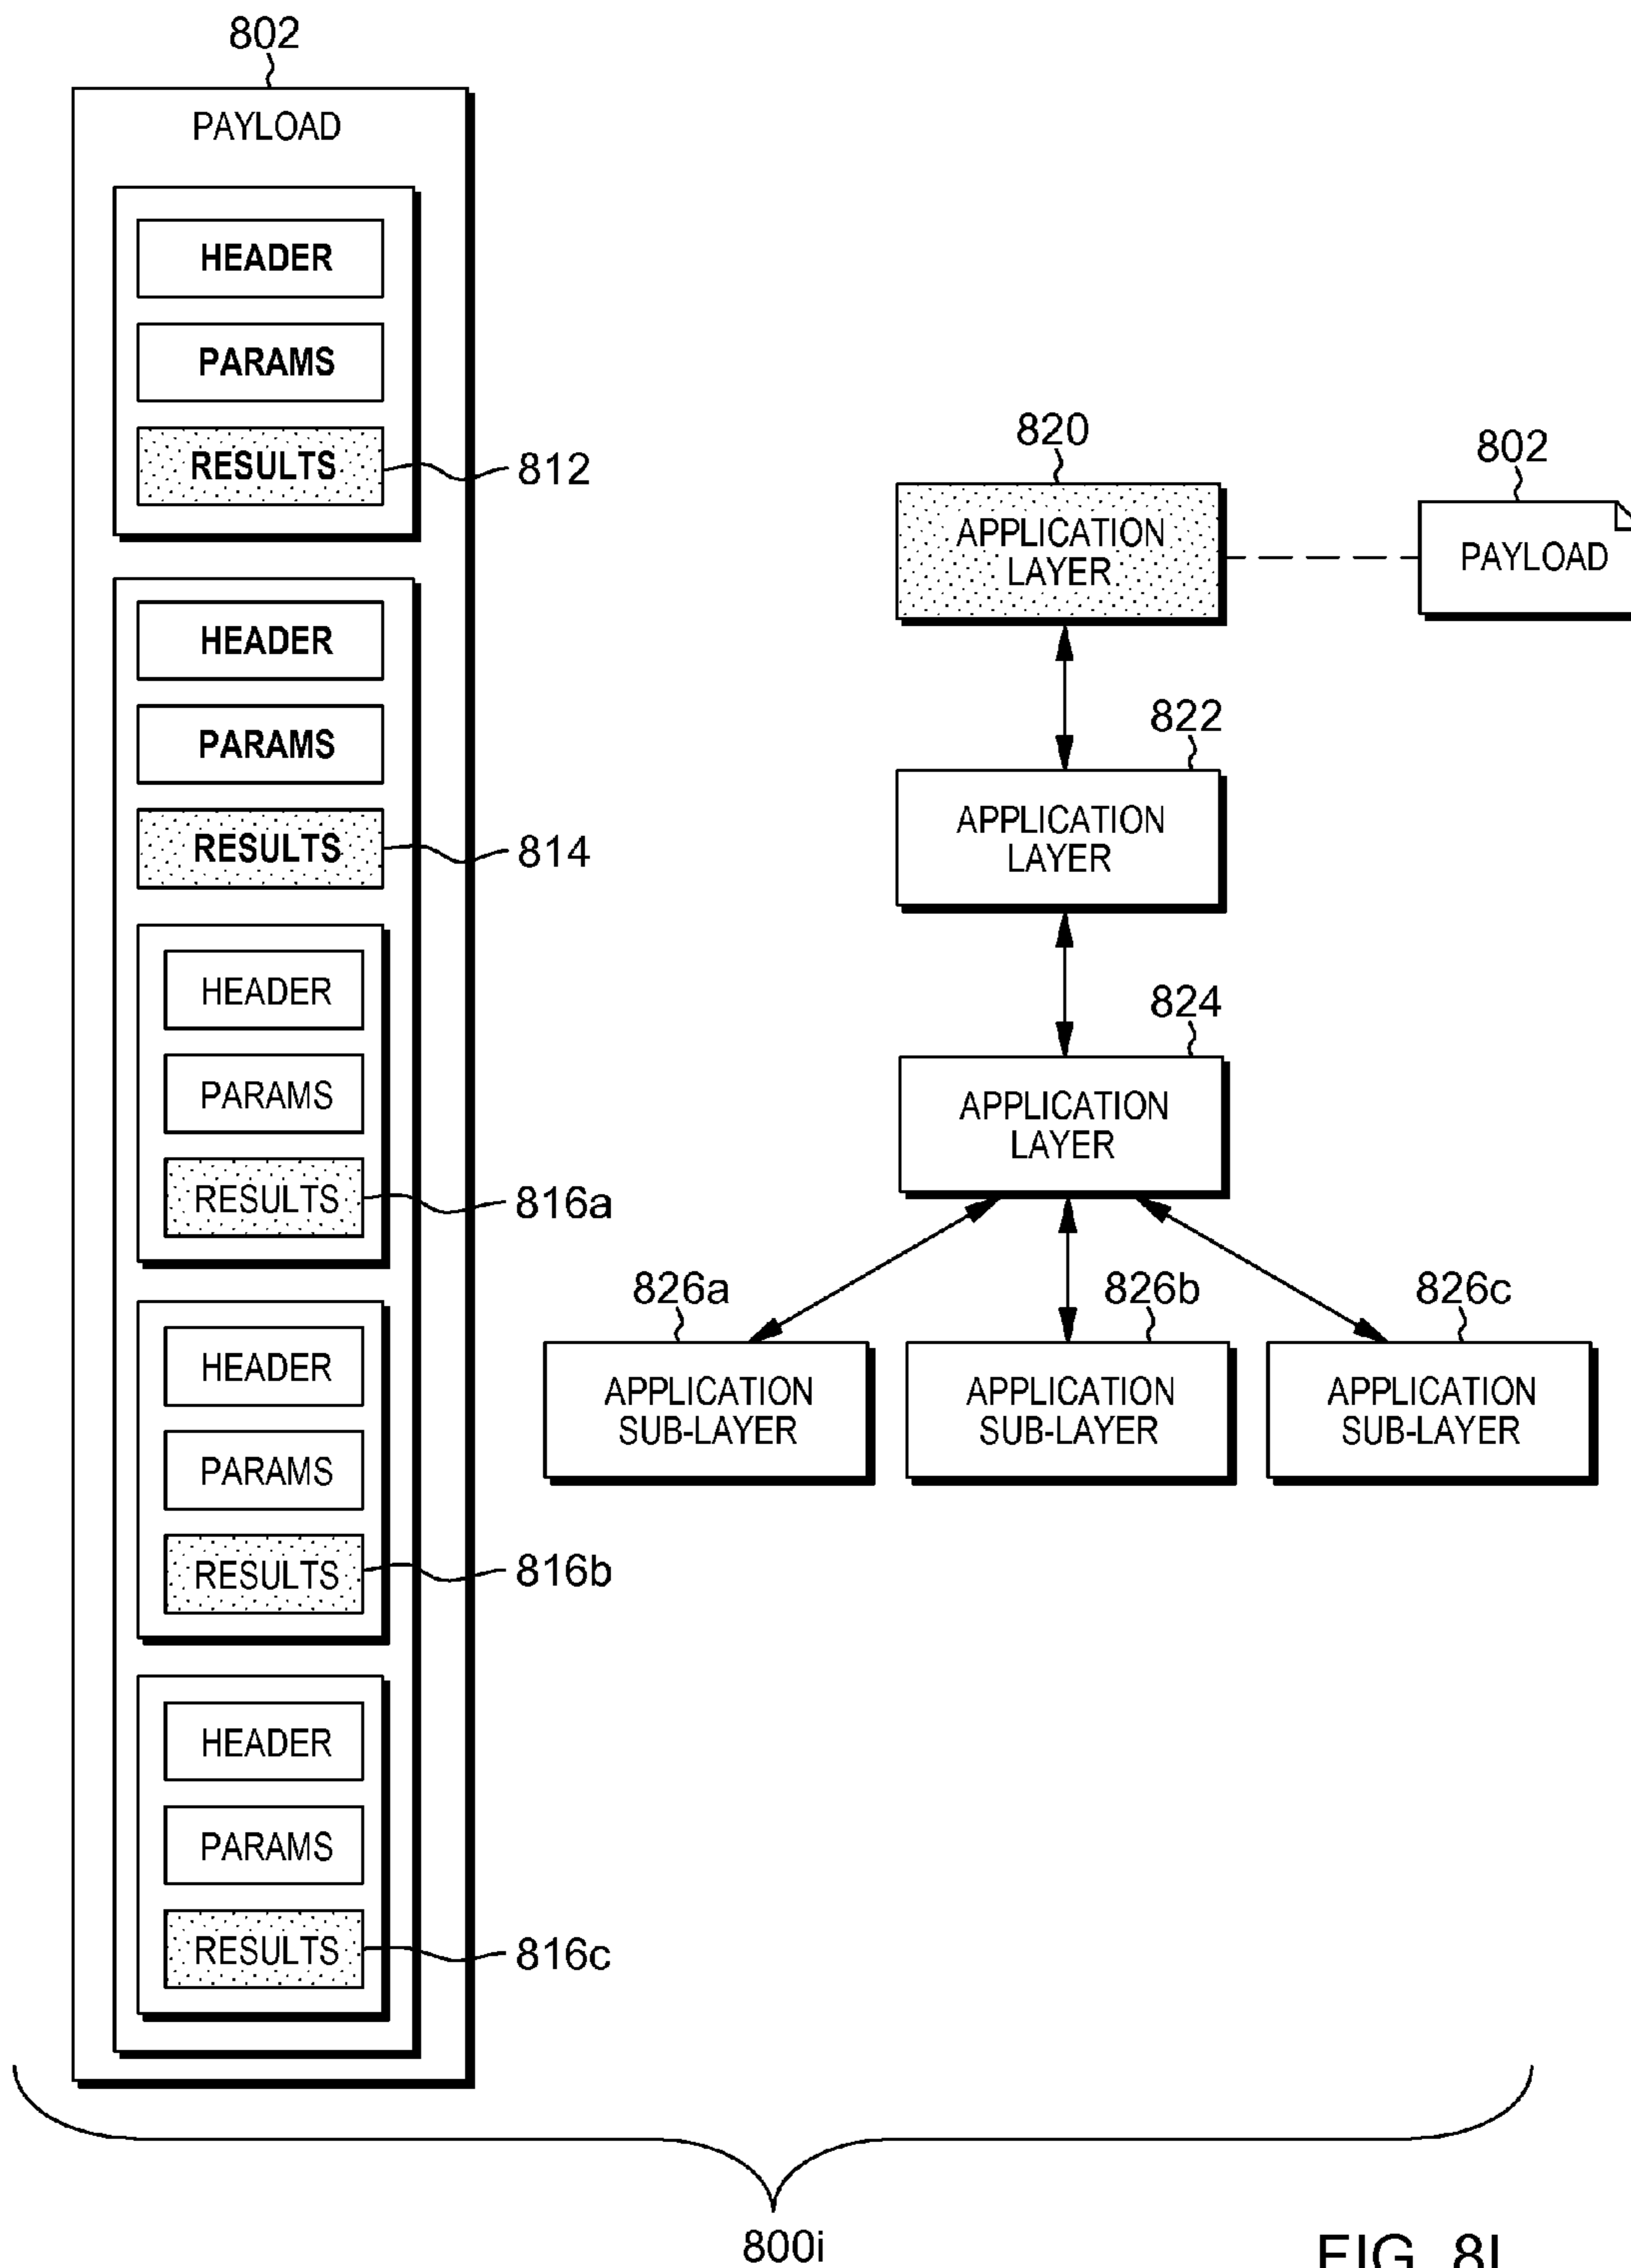 802
PAYLOAD
HEADER
PARAMS
RESULTS
812
HEADER
PARAMS
RESULTS
814
HEADER
PARAMS
RESULTS
816a
HEADER
PARAMS
RESULTS
816b
HEADER
PARAMS
RESULTS
816c
820
APPLICATION
LAYER
802
PAYLOAD
822
APPLICATION
LAYER
824
APPLICATION
LAYER
826a
APPLICATION
SUB-LAYER
826b
APPLICATION
SUB-LAYER
826c
APPLICATION
SUB-LAYER
800i
FIG. 8I